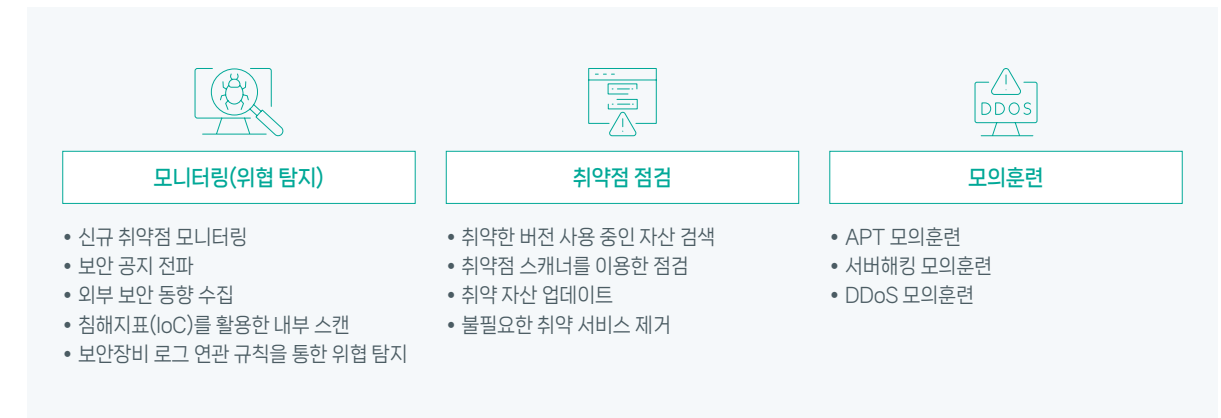 DDOS
모니터링(위협 탐지)
• 신규 취약점 모니터링
• 보안 공지 전파
• 외부 보안 동향 수집
• 침해지표(IoC)를 활용한 내부 스캔
• 보안장비 로그 연관 규칙을 통한 위협 탐지
취약점 점검
• 취약한 버전 사용 중인 자산 검색
• 취약점 스캐너를 이용한 점검
• 취약 자산 업데이트
• 불필요한 취약 서비스 제거
모의훈련
• APT 모의훈련
• 서버해킹 모의훈련
• DDoS 모의훈련